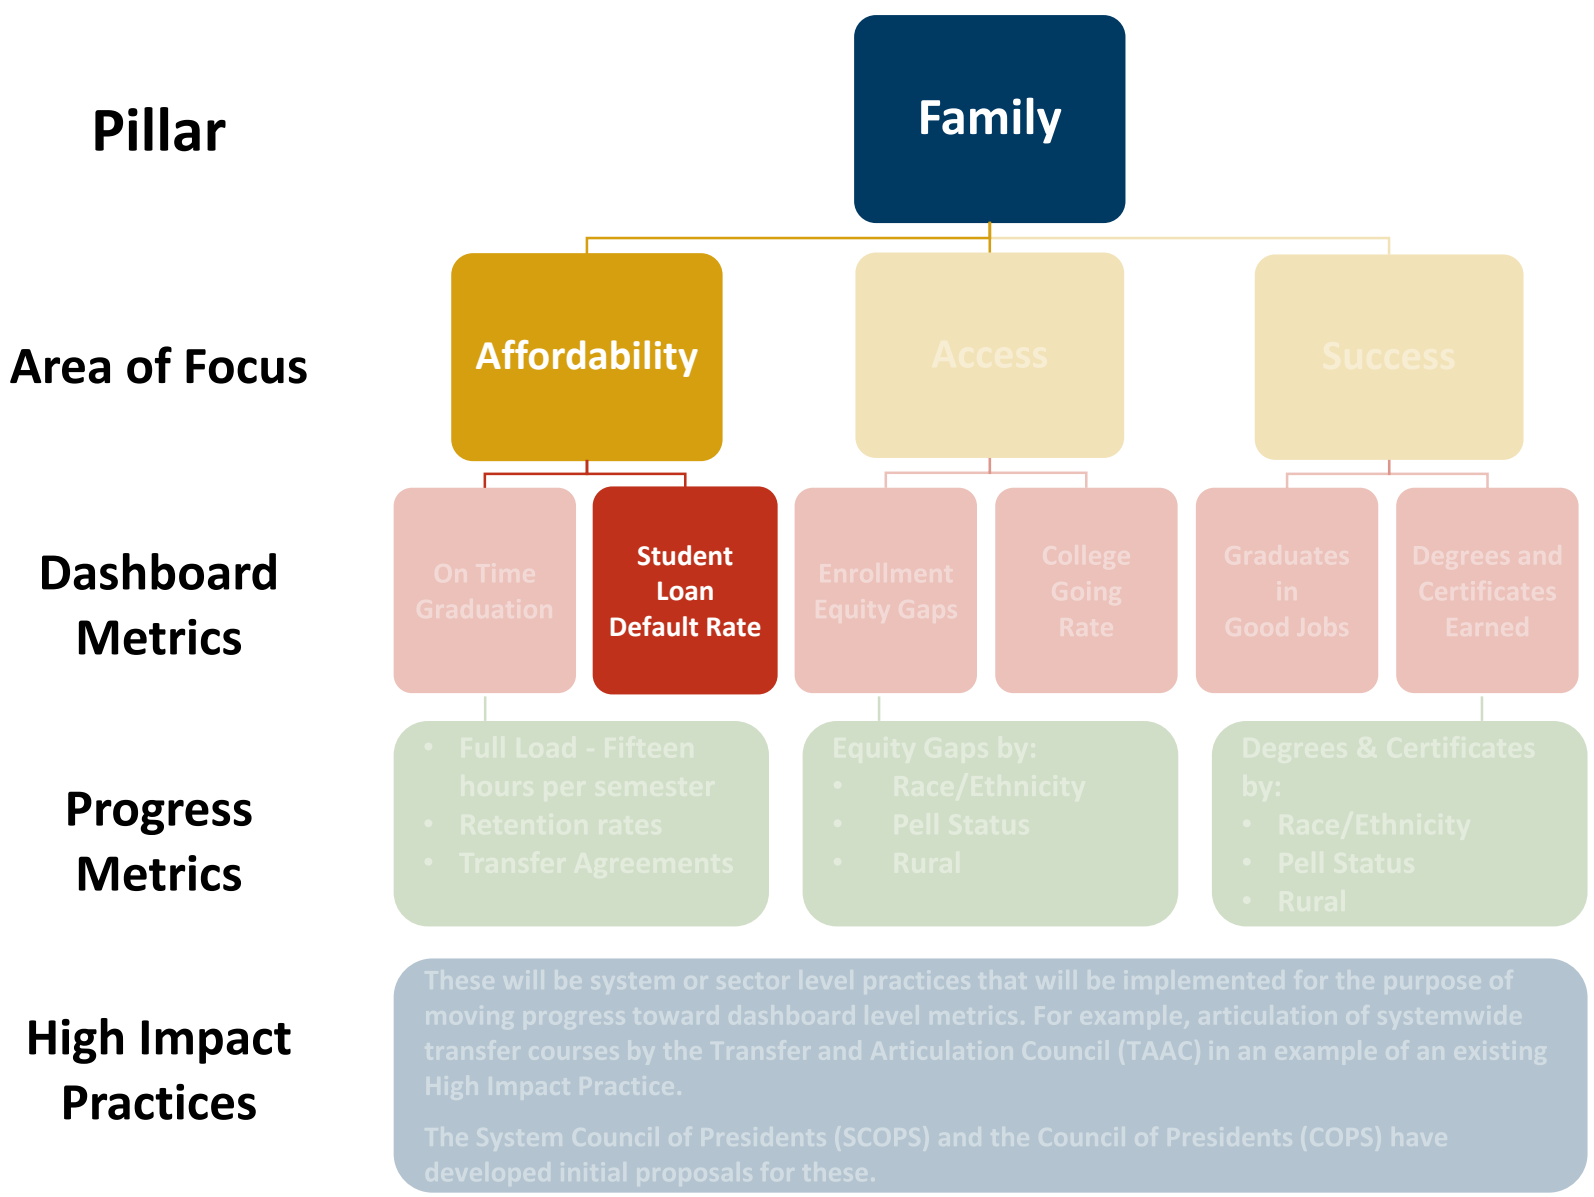 Pillar
Family
Area of Focus
Affordability
Access
Success
Dashboard
Metrics
On Time
Graduation
Student
Loan
Default Rate
Enrollment
Equity Gaps
College
Going
Rate
Graduates
in
Good Jobs
Degrees and
Certificates
Earned
Progress
Metrics
• Full Load - Fifteen
hours per semester
• Retention rates
• Transfer Agreements
Equity Gaps by:
• Race/Ethnicity
• Pell Status
• Rural
Degrees & Certificates
by:
• Race/Ethnicity
• Pell Status
• Rural
High Impact
Practices
These will be system or sector level practices that will be implemented for the purpose of
moving progress toward dashboard level metrics. For example, articulation of systemwide
transfer courses by the Transfer and Articulation Council (TAAC) in an example of an existing
High Impact Practice.
The System Council of Presidents (SCOPS) and the Council of Presidents (COPS) have
developed initial proposals for these.